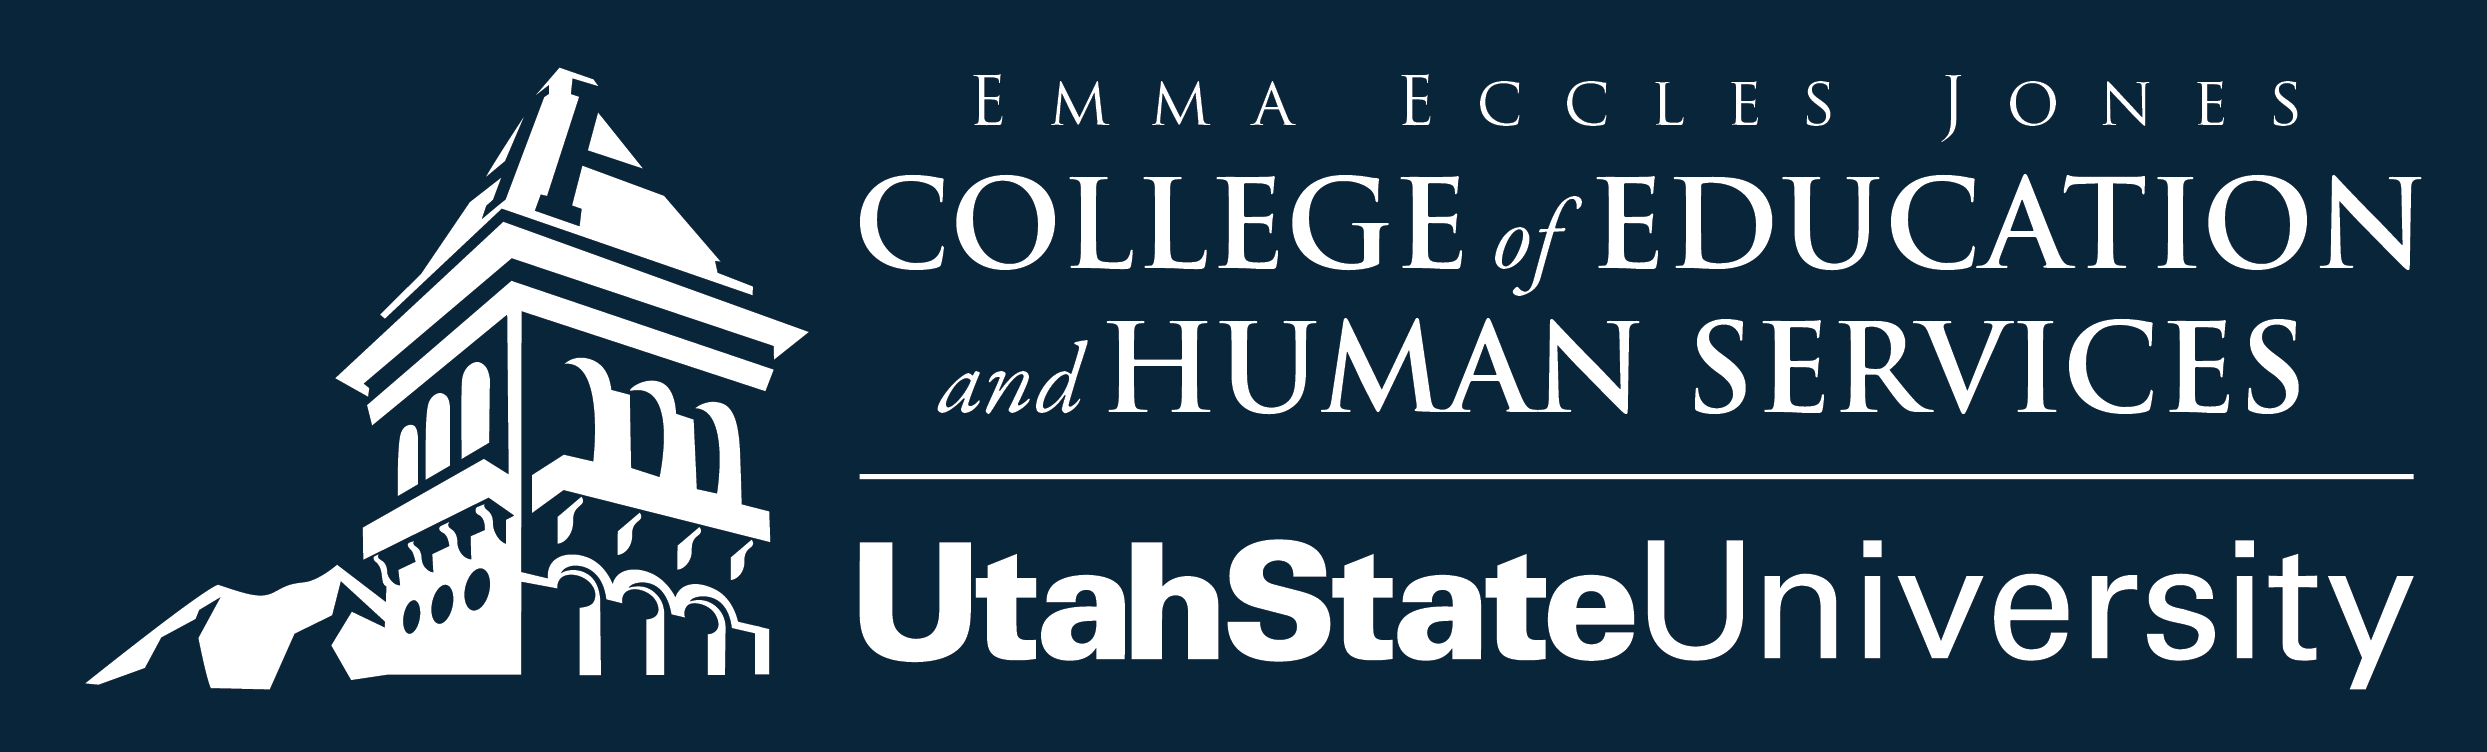 EMMA ECCLES JONES
COLLEGE of EDUCATION
and HUMAN SERVICES
UtahStateUniversity